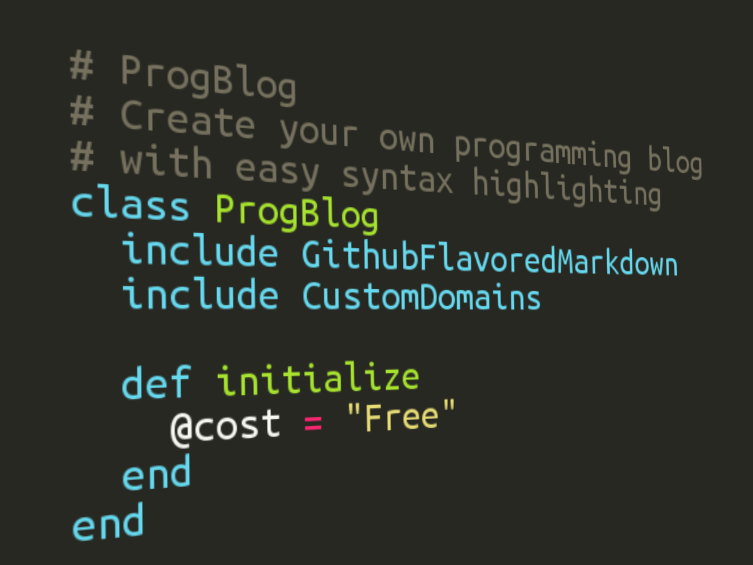 # ProgBlog
# Create your own programming blog
# with easy syntax highlighting
class ProgBlog
include GithubFlavoredMarkdown
include CustomDomains
def initialize
@cost = "Free"
end
end